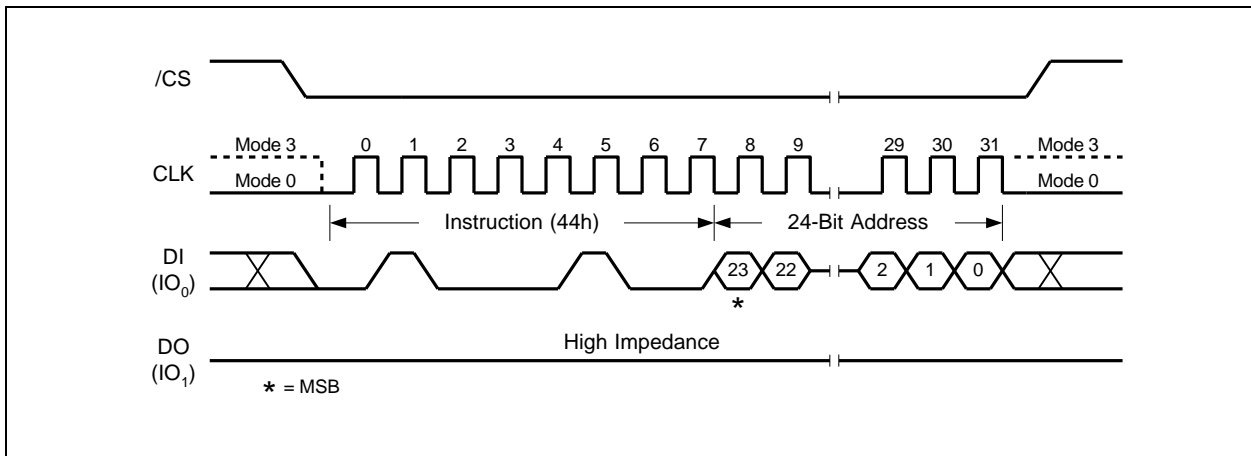 /CS
Mode 3 0 1 2 3 4 5 6 7 8 9 29 30 31 Mode 3
CLK
Mode 0 Mode 0
Instruction (44h) 24-Bit Address
DI
(IO0)
23 22 2 1 0
*
High Impedance
DO
(IO1)
* = MSB